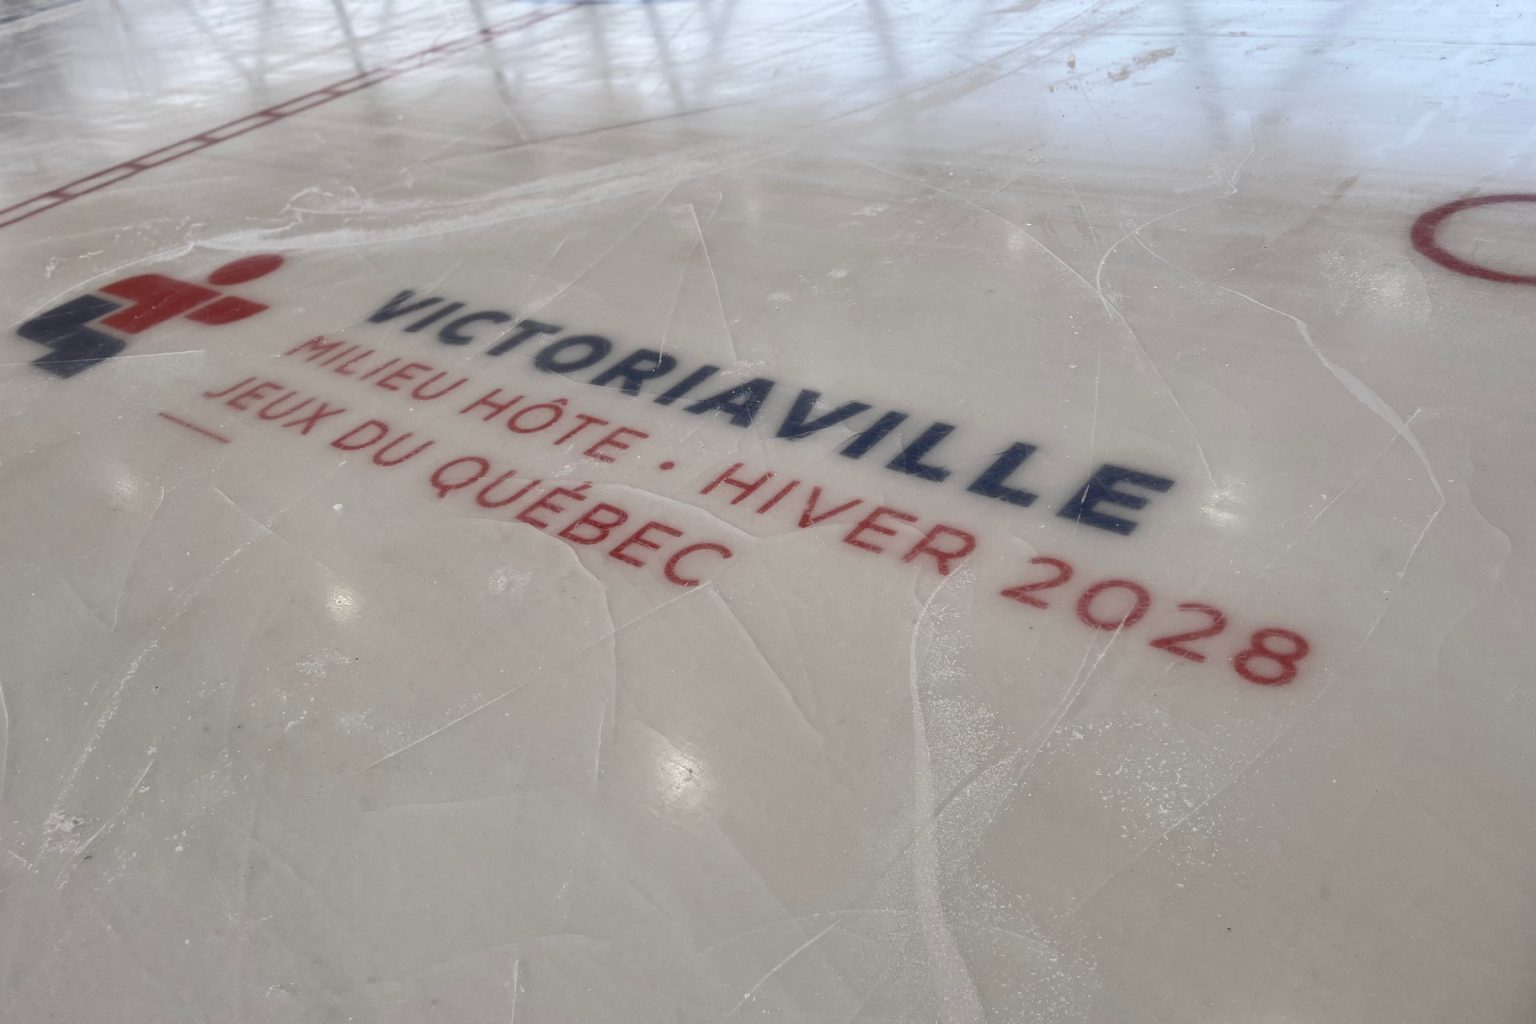 VICTORIAVILLE
MILIEU HÔTE • HIVER 2028
JEUX DU QUÉBEC